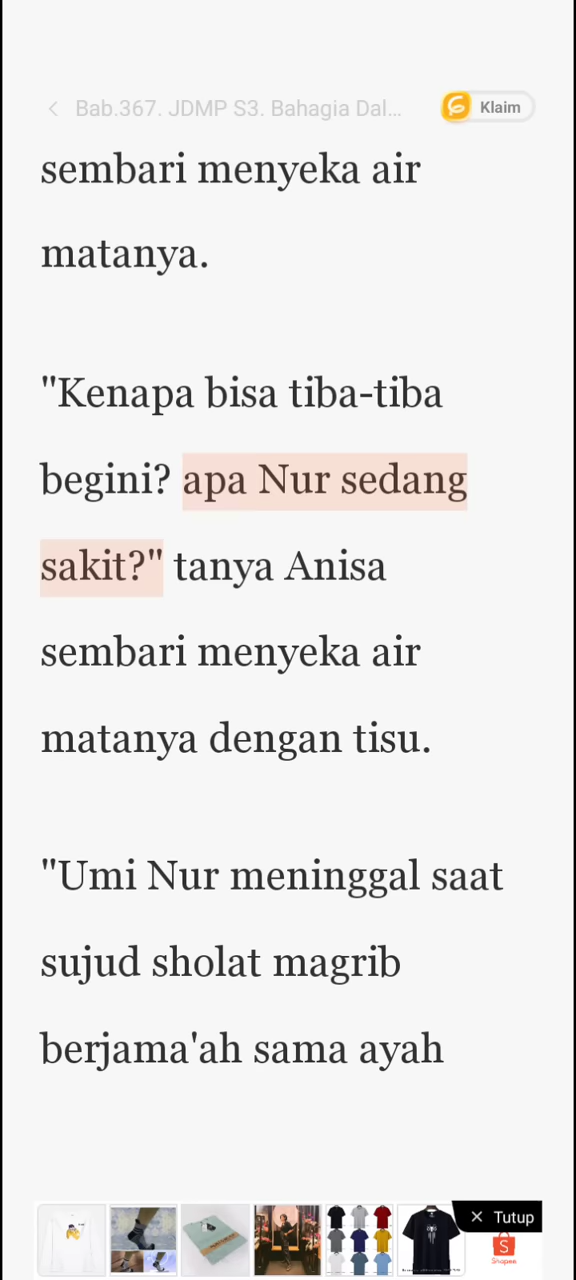 Bab.367. JDMP S3. Bahagia Dal...
Klaim
sembari menyeka air
matanya.
"Kenapa bisa tiba-tiba
begini? apa Nur sedang
sakit?" tanya Anisa
sembari menyeka air
matanya dengan tisu.
"Umi Nur meninggal saat
sujud sholat magrib
berjama'ah sama ayah
Tutup
Shopee